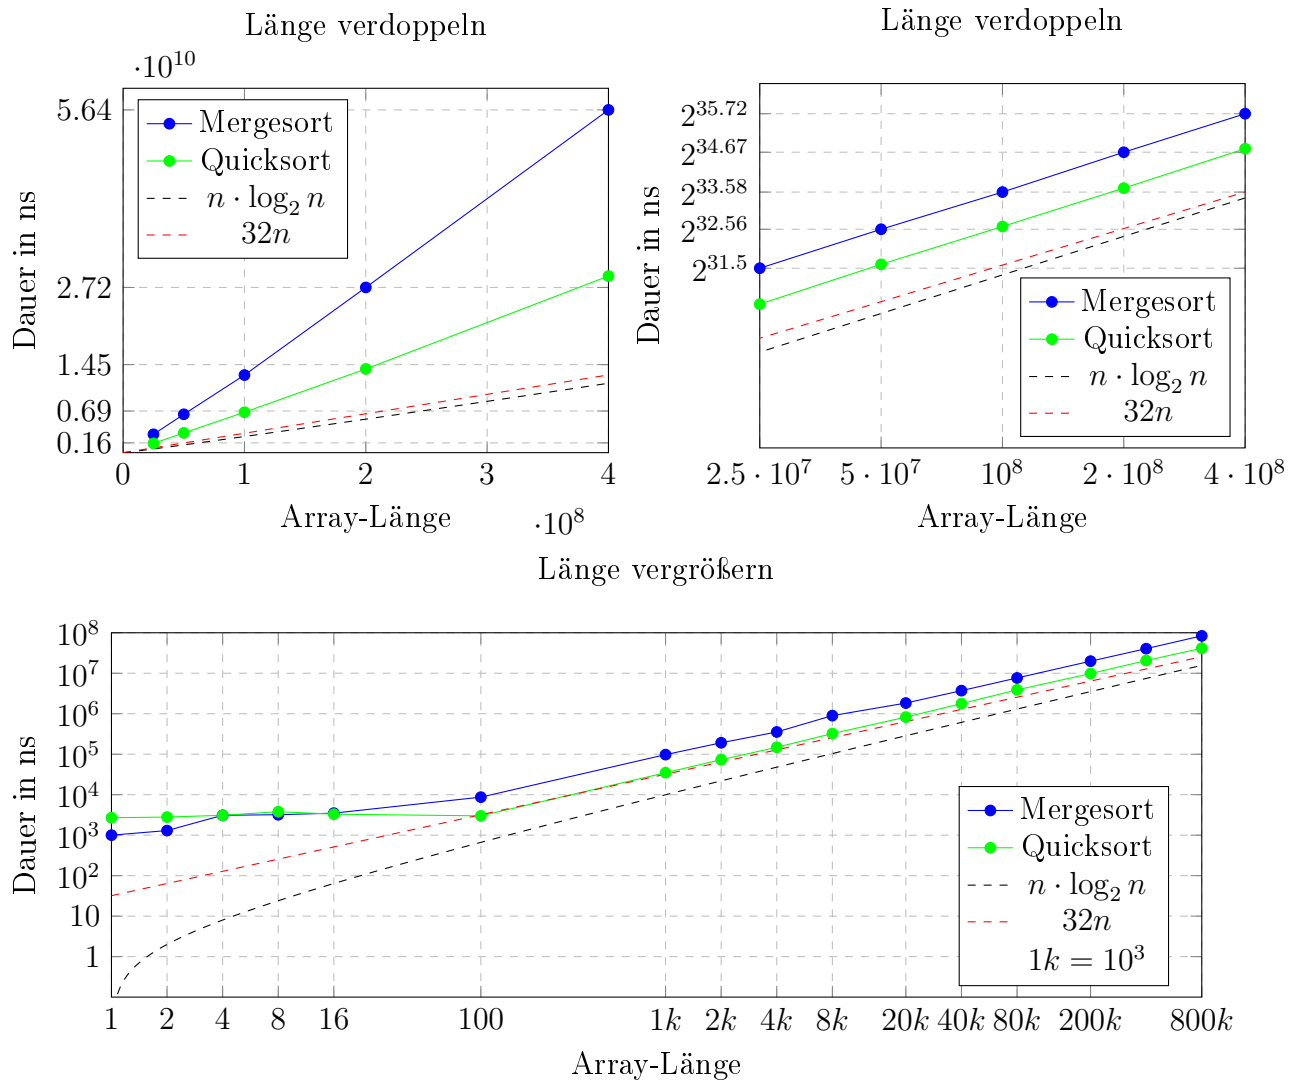 Länge verdoppeln
·10^10
5.64
2.72
1.45
0.69
0.16
Dauer in ns
Mergesort
Quicksort
n · log₂ n
32n
0 1 2 3 4
Array-Länge
·10^8
Länge verdoppeln
2^35.72
2^34.67
2^33.58
2^32.56
2^31.5
Dauer in ns
Mergesort
Quicksort
n · log₂ n
32n
2.5 · 10^7 5 · 10^7 10^8 2 · 10^8 4 · 10^8
Array-Länge
Länge vergrößern
10^8
10^7
10^6
10^5
10^4
10^3
10^2
10
1
Dauer in ns
Mergesort
Quicksort
n · log₂ n
32n
1k = 10^3
1 2 4 8 16 100 1k 2k 4k 8k 20k 40k 80k 200k 800k
Array-Länge